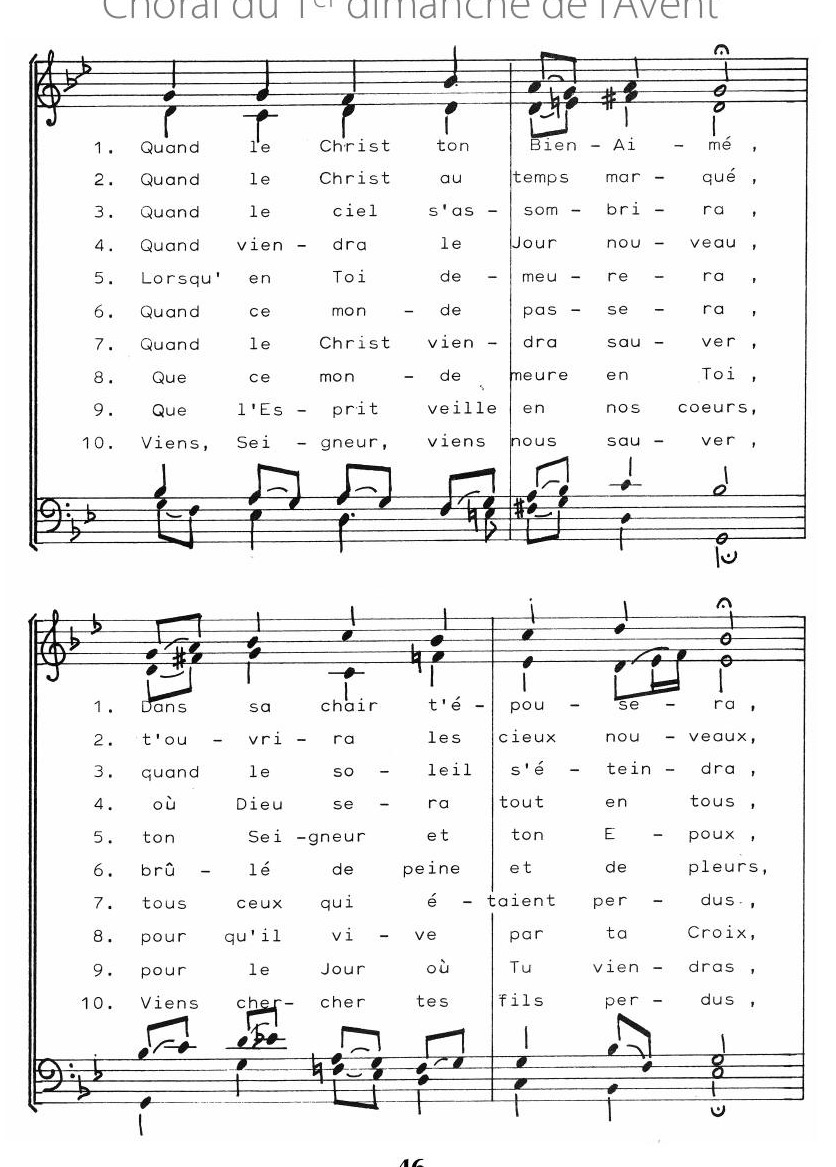 Choral du 1er dimanche de l'Avent
1. Quand le Christ ton Bien - Ai - mé ,
2. Quand le Christ au temps mar - qué ,
3. Quand le ciel s'as - som - bri - ra ,
4. Quand vien - dra le Jour nou - veau ,
5. Lorsqu' en Toi de - meu - re - ra ,
6. Quand ce mon - de pas - se - ra ,
7. Quand le Christ vien - dra sau - ver ,
8. Que ce mon - de meure en Toi ,
9. Que l'Es - prit veille en nos coeurs,
10. Viens, Sei - gneur, viens nous sau - ver ,
1. Dans sa chair t'é - pou - se - ra ,
2. t'ou - vri - ra les cieux nou - veaux,
3. quand le so - leil s'é - tein - dra ,
4. où Dieu se - ra tout en tous ,
5. ton Sei -gneur et ton E - poux ,
6. brû - lé de peine et de pleurs,
7. tous ceux qui é - taient per - dus ,
8. pour qu'il vi - ve par ta Croix,
9. pour le Jour où Tu vien - dras ,
10. Viens cher- cher tes fils per - dus ,
46